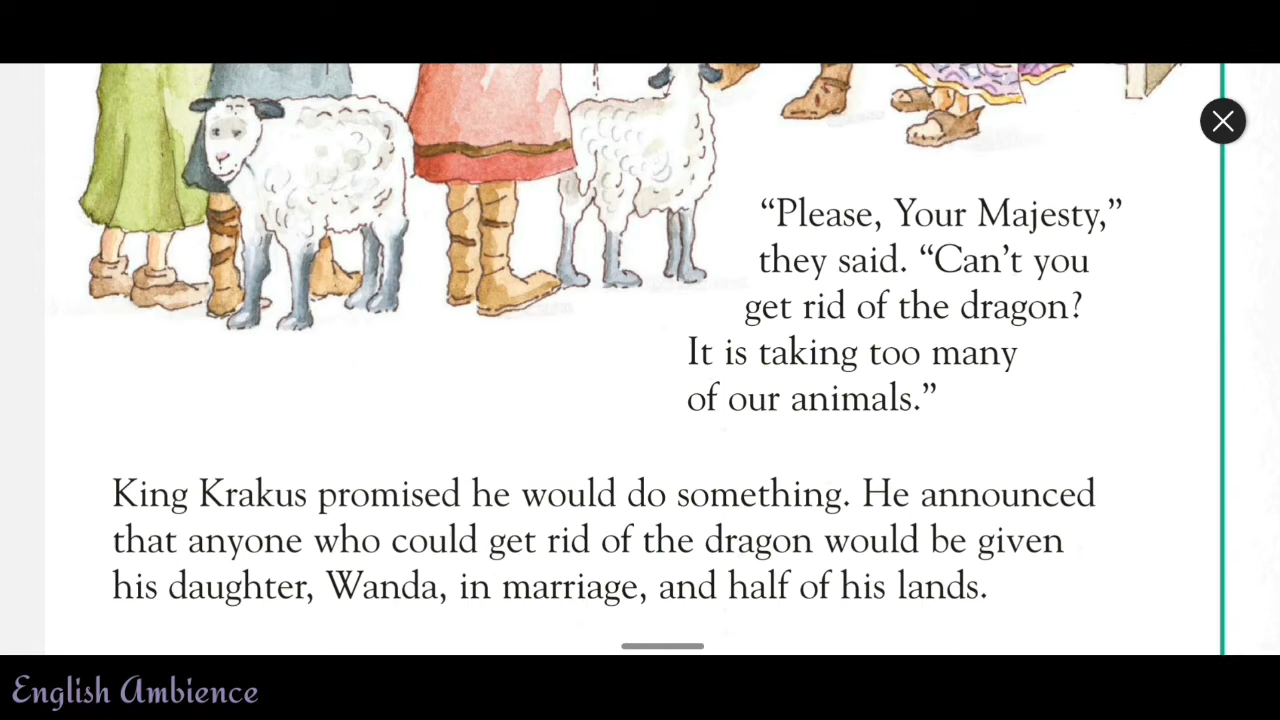 “Please, Your Majesty,”
they said. “Can’t you
get rid of the dragon?
It is taking too many
of our animals.”
King Krakus promised he would do something. He announced
that anyone who could get rid of the dragon would be given
his daughter, Wanda, in marriage, and half of his lands.
English Ambience